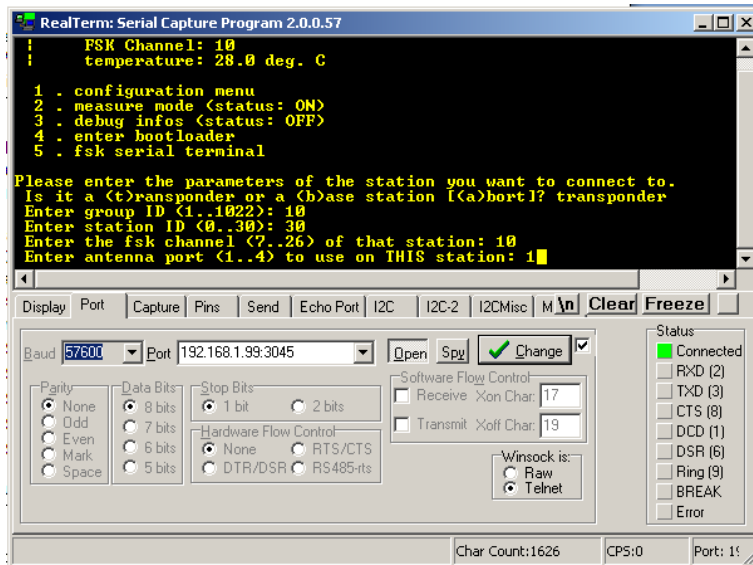 RealTerm: Serial Capture Program 2.0.0.57
¦ FSK Channel: 10
¦ temperature: 28.0 deg. C
1 . configuration menu
2 . measure mode (status: ON)
3 . debug infos (status: OFF)
4 . enter bootloader
5 . fsk serial terminal
Please enter the parameters of the station you want to connect to.
Is it a (t)ransponder or a (b)ase station [(a)bort]? transponder
Enter group ID (1..1022): 10
Enter station ID (0..30): 30
Enter the fsk channel (7..26) of that station: 10
Enter antenna port (1..4) to use on THIS station: 1
Display Port Capture Pins Send Echo Port I2C I2C-2 I2CMisc M \n Clear Freeze
Baud 57600 Port 192.168.1.99:3045 Open Spy Change
Parity
None
Odd
Even
Mark
Space
Data Bits
8 bits
7 bits
6 bits
5 bits
Stop Bits
1 bit 2 bits
Hardware Flow Control
None RTS/CTS
DTR/DSR RS485-rts
Software Flow Control
Receive Xon Char: 17
Transmit Xoff Char: 19
Winsock is:
Raw
Telnet
Status
Connected
RXD (2)
TXD (3)
CTS (8)
DCD (1)
DSR (6)
Ring (9)
BREAK
Error
Char Count:1626 CPS:0 Port: 19